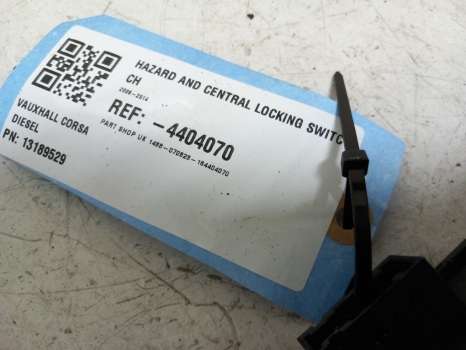 HAZARD AND CENTRAL LOCKING SWITC
CH
2006-2014
REF: -4404070
PART SHOP UK 1488-070825-164404070
VAUXHALL CORSA
DIESEL
PN: 13189529